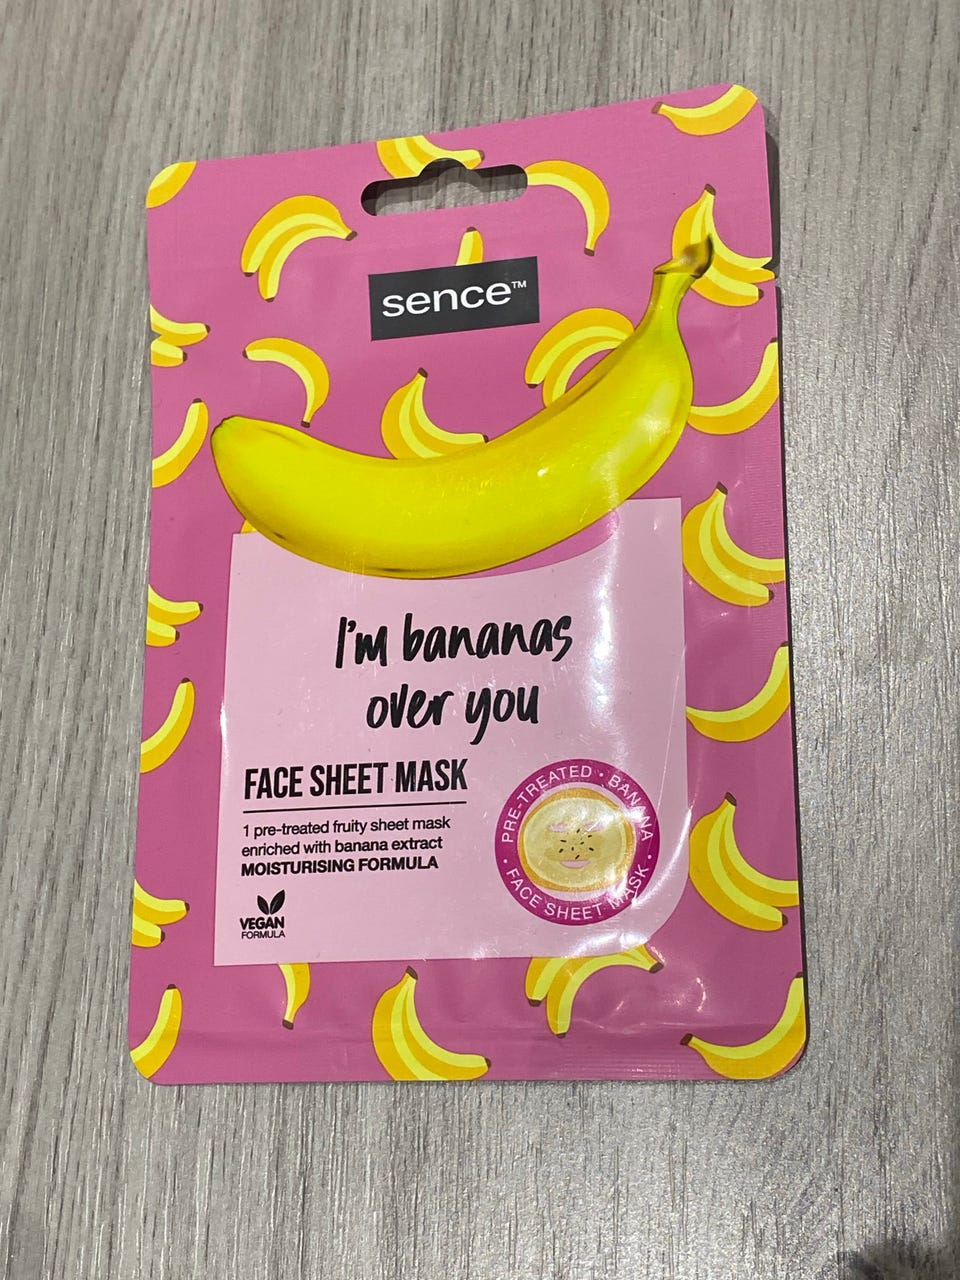 sence™
I'm bananas
over you
FACE SHEET MASK
1 pre-treated fruity sheet mask
enriched with banana extract
MOISTURISING FORMULA
VEGAN
FORMULA
PRE-TREATED • BANANA • FACE SHEET MASK •